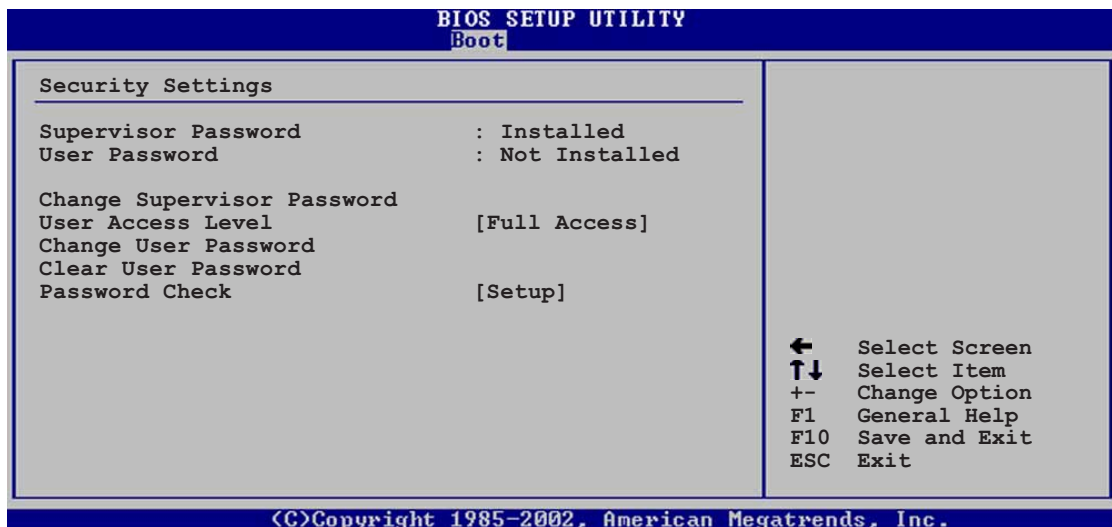 BIOS SETUP UTILITY
Boot
Security Settings
Supervisor Password : Installed
User Password : Not Installed
Change Supervisor Password
User Access Level [Full Access]
Change User Password
Clear User Password
Password Check [Setup]
← Select Screen
↑↓ Select Item
+- Change Option
F1 General Help
F10 Save and Exit
ESC Exit
(C)Copyright 1985-2002, American Megatrends, Inc.